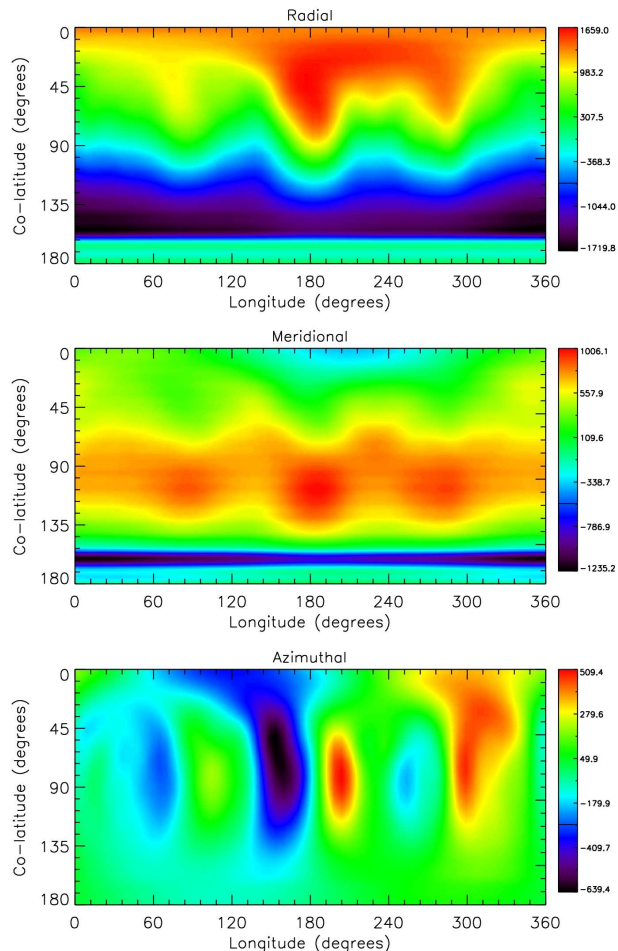 Radial
0
45
90
135
180
Co-latitude (degrees)
0 60 120 180 240 300 360
Longitude (degrees)
1659.0
983.2
307.5
-368.3
-1044.0
-1719.8
Meridional
0
45
90
135
180
Co-latitude (degrees)
0 60 120 180 240 300 360
Longitude (degrees)
1006.1
557.9
109.6
-338.7
-786.9
-1235.2
Azimuthal
0
45
90
135
180
Co-latitude (degrees)
0 60 120 180 240 300 360
Longitude (degrees)
509.4
279.6
49.9
-179.9
-409.7
-639.4